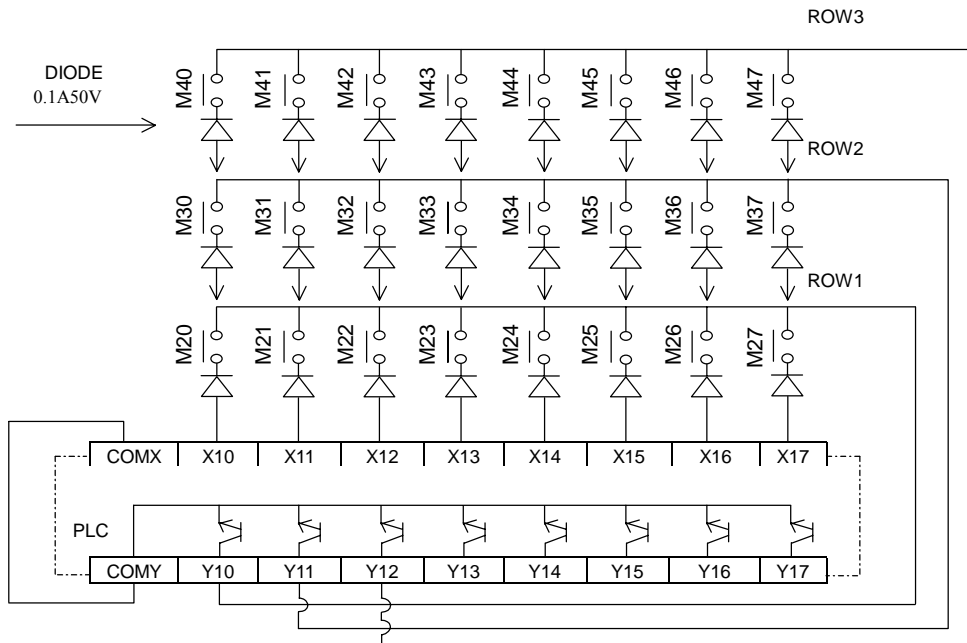 ROW3
M40 M41 M42 M43 M44 M45 M46 M47
DIODE
0.1A50V
ROW2
M30 M31 M32 M33 M34 M35 M36 M37
ROW1
M20 M21 M22 M23 M24 M25 M26 M27
COMX X10 X11 X12 X13 X14 X15 X16 X17
PLC
COMY Y10 Y11 Y12 Y13 Y14 Y15 Y16 Y17